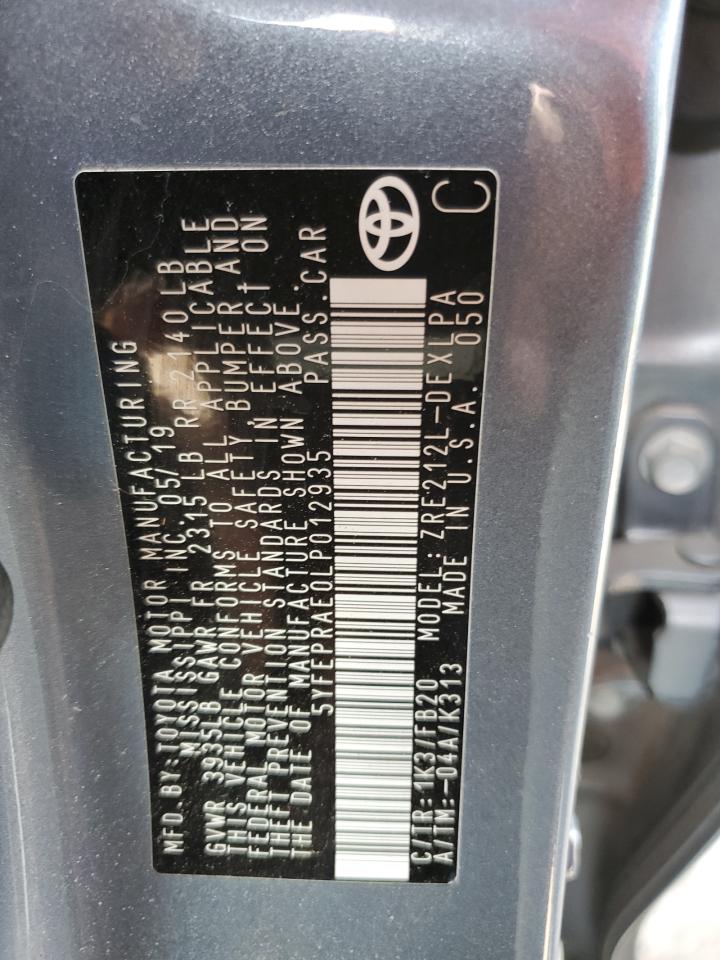 MFD.BY:TOYOTA MOTOR MANUFACTURING
MISSISSIPPI INC. 05/19
GVWR 3935LB GAWR FR 2315 LB RR 2140LB
THIS VEHICLE CONFORMS TO ALL APPLICABLE
FEDERAL MOTOR VEHICLE SAFETY, BUMPER AND
THEFT PREVENTION STANDARDS IN EFFECT ON
THE DATE OF MANUFACTURE SHOWN ABOVE.
5YFEPRAE0LP012935 PASS.CAR
C/TR:1K3/FB20 MODEL:ZRE212L-DEXLPA
A/TM:-04A/K313 MADE IN U.S.A. 050
C